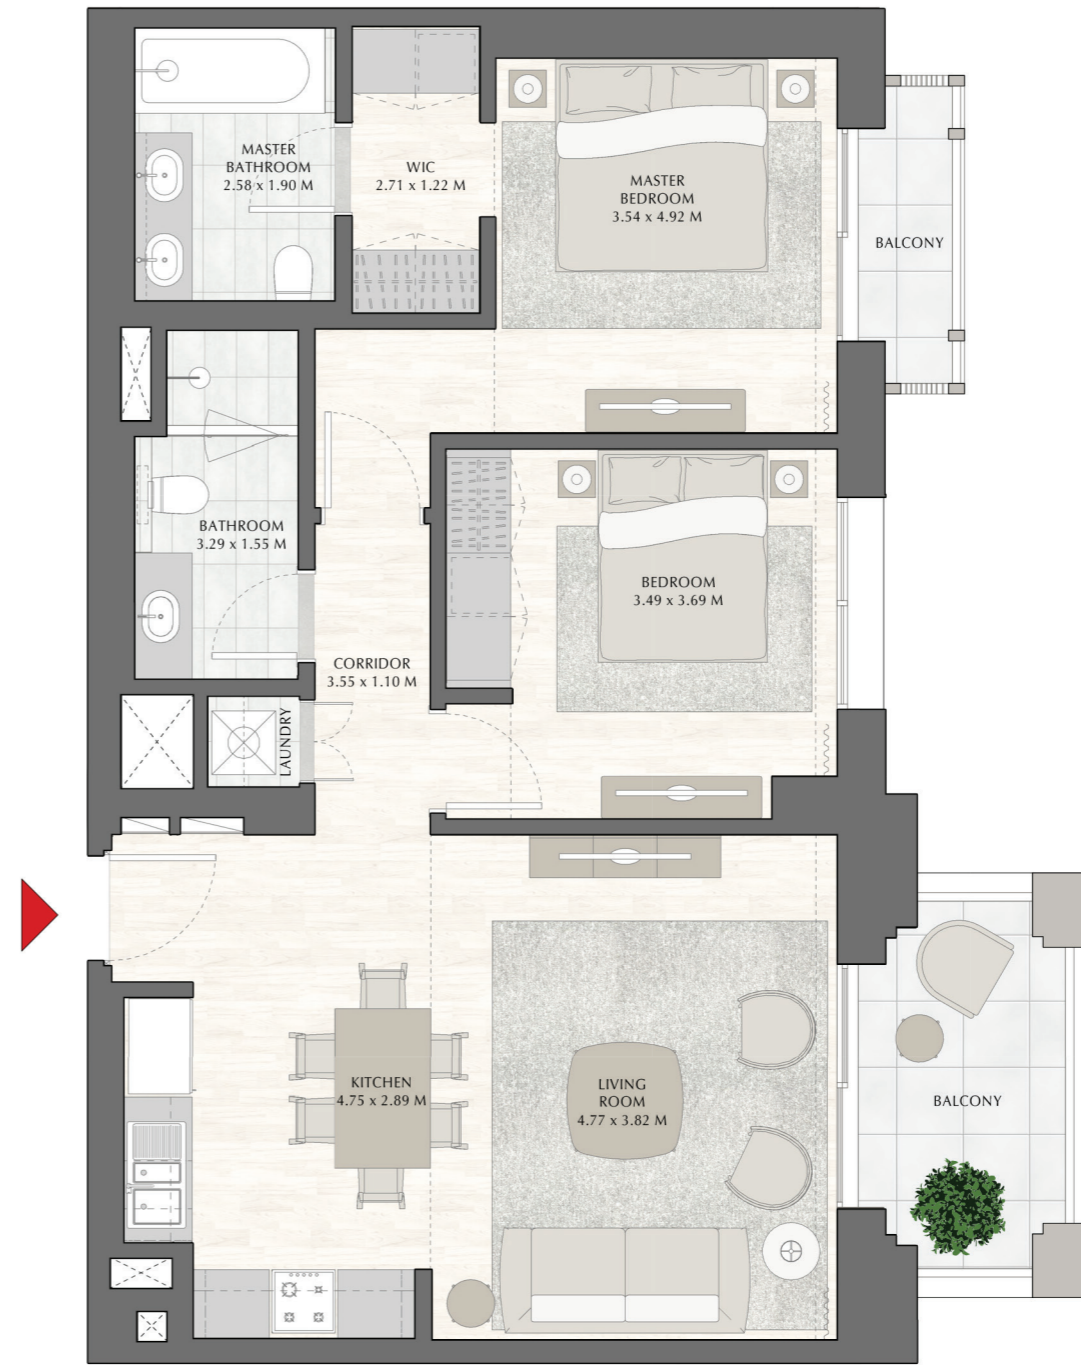 MASTER
BATHROOM
2.58 x 1.90 M
WIC
2.71 x 1.22 M
MASTER
BEDROOM
3.54 x 4.92 M
BALCONY
BATHROOM
3.29 x 1.55 M
BEDROOM
3.49 x 3.69 M
CORRIDOR
3.55 x 1.10 M
LAUNDRY
KITCHEN
4.75 x 2.89 M
LIVING
ROOM
4.77 x 3.82 M
BALCONY